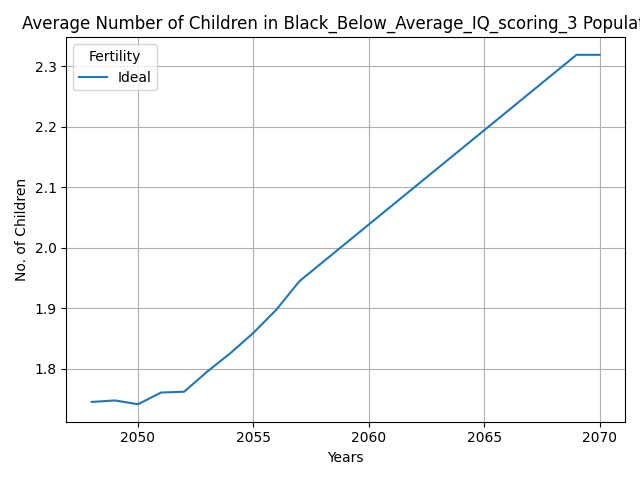 Average Number of Children in Black_Below_Average_IQ_scoring_3 Populat
Fertility
Ideal
2.3
2.2
2.1
2.0
1.9
1.8
No. of Children
2050 2055 2060 2065 2070
Years